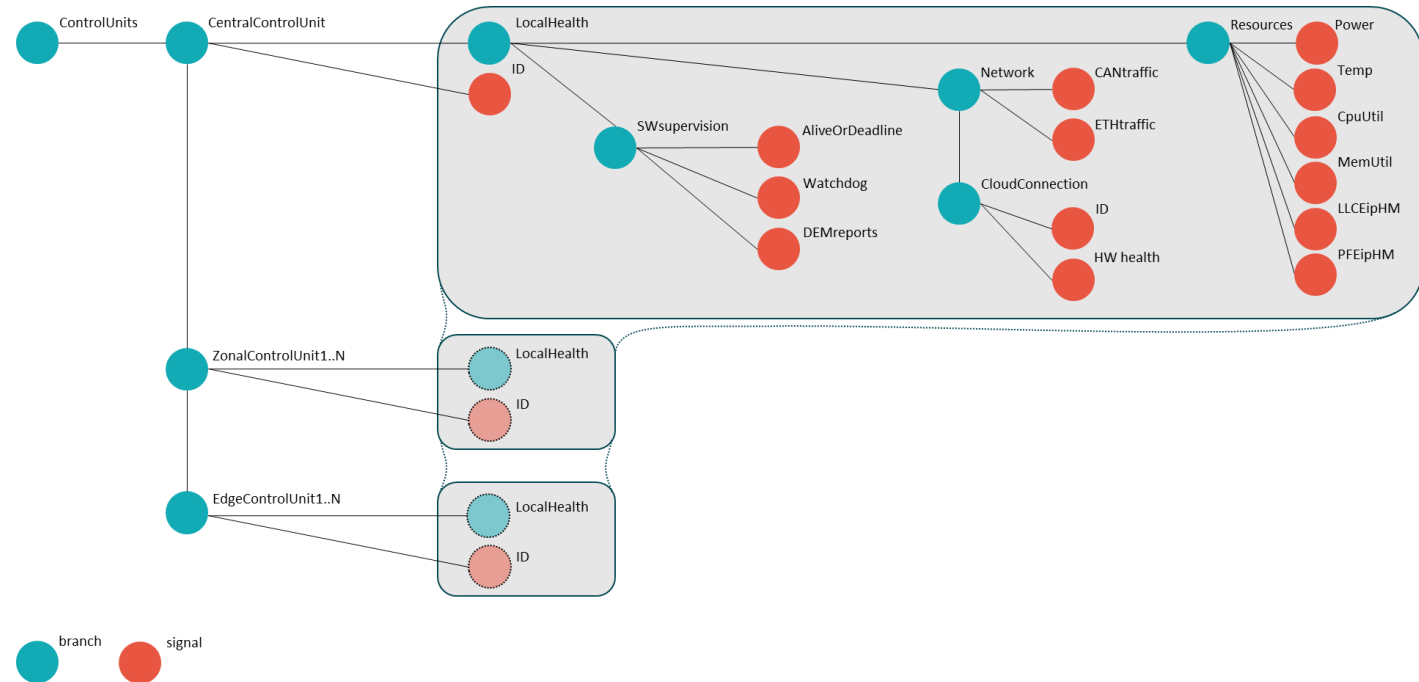 ControlUnits
CentralControlUnit
LocalHealth
Resources
Power
ID
Network
CANtraffic
Temp
SWsupervision
AliveOrDeadline
ETHtraffic
CpuUtil
Watchdog
CloudConnection
MemUtil
DEMreports
ID
LLCEipHM
HW health
PFEipHM
ZonalControlUnit1..N
LocalHealth
ID
EdgeControlUnit1..N
LocalHealth
ID
branch
signal